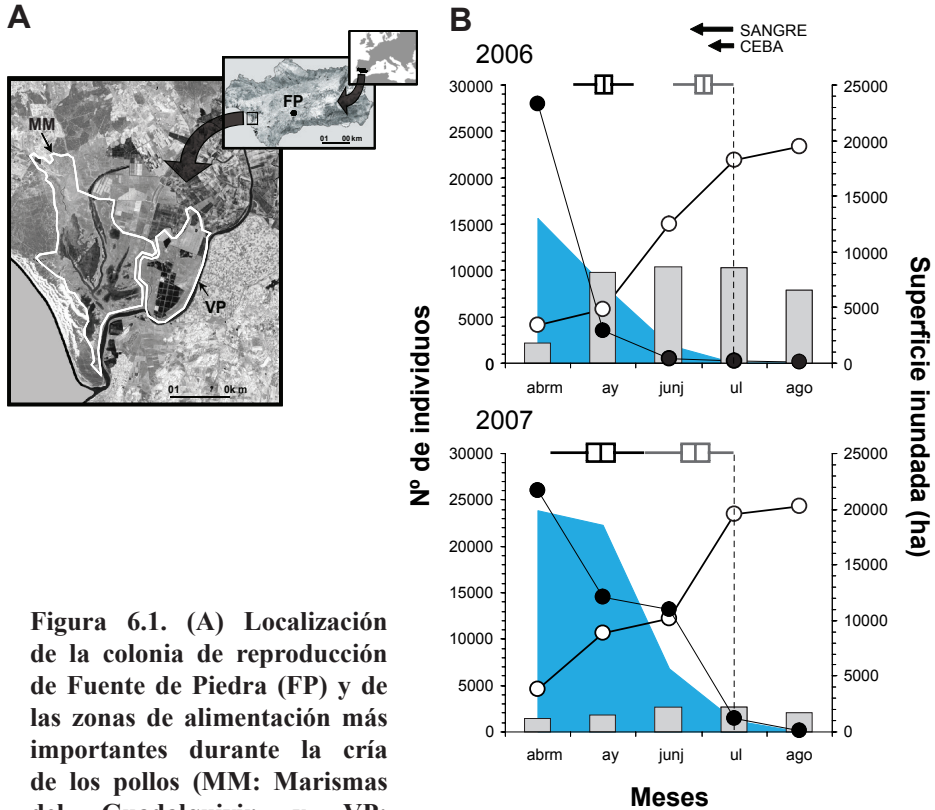 A
MM
FP
01 00 km
VP
01 0k m
B
SANGRE
CEBA
2006
30000
25000
20000
15000
10000
5000
0
25000
20000
15000
10000
5000
0
abrm ay junj ul ago
2007
30000
25000
20000
15000
10000
5000
0
25000
20000
15000
10000
5000
0
abrm ay junj ul ago
Nº de individuos
Superficie inundada (ha)
Meses
Figura 6.1. (A) Localización
de la colonia de reproducción
de Fuente de Piedra (FP) y de
las zonas de alimentación más
importantes durante la cría
de los pollos (MM: Marismas
del Guadalquivir y VP: